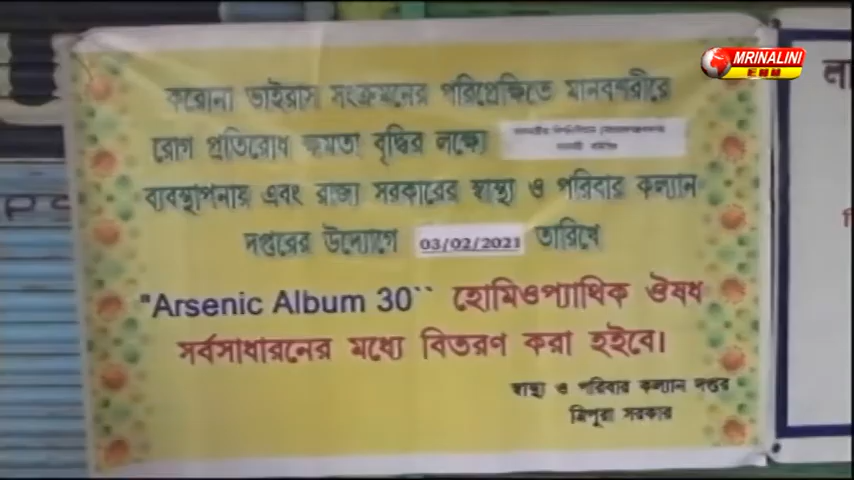 MRINALINI
করোনা ভাইরাস সংক্রমনের পরিপ্রেক্ষিতে মানবশরীরে
রোগ প্রতিরোধ ক্ষমতা বৃদ্ধির লক্ষ্যে
ব্যবস্থাপনায় এবং রাজ্য সরকারের স্বাস্থ্য ও পরিবার কল্যান
দপ্তরের উদ্যোগে 03/02/2021 তারিখে
"Arsenic Album 30`` হোমিওপ্যাথিক ঔষধ
সর্বসাধারনের মধ্যে বিতরণ করা হইবে।
স্বাস্থ্য ও পরিবার কল্যান দপ্তর
ত্রিপুরা সরকার